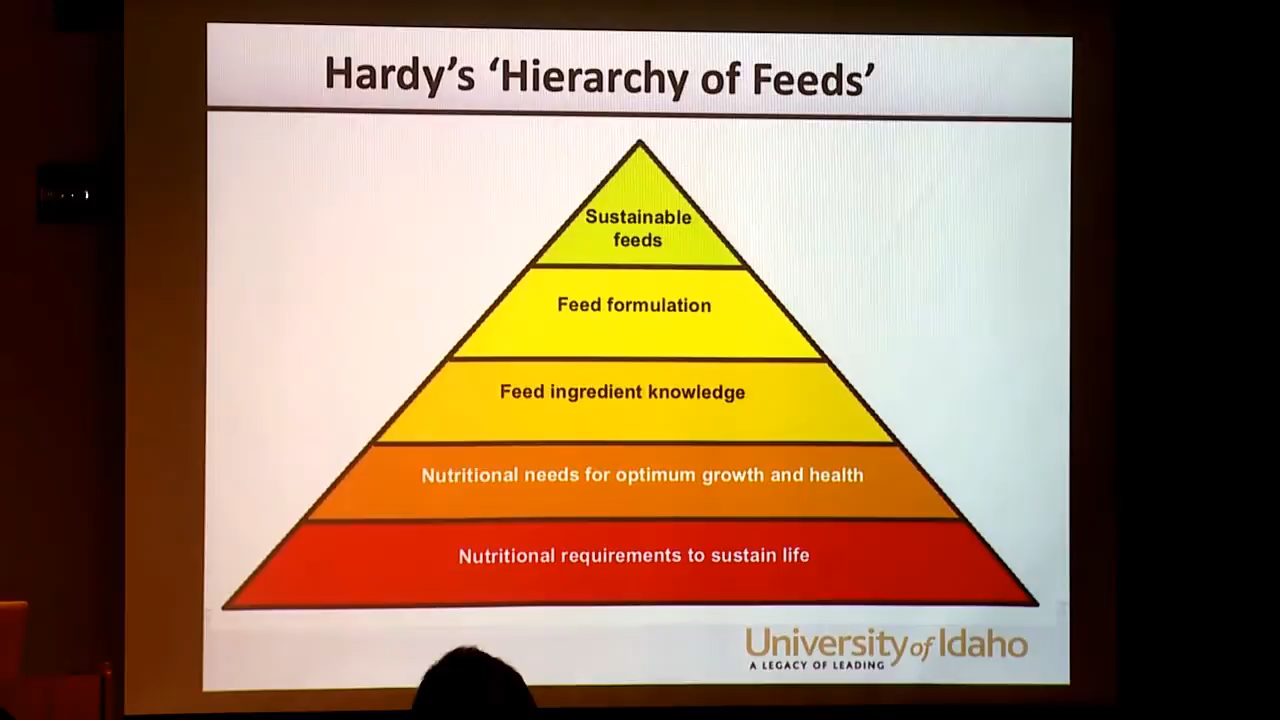 Hardy’s ‘Hierarchy of Feeds’
Sustainable
feeds
Feed formulation
Feed ingredient knowledge
Nutritional needs for optimum growth and health
Nutritional requirements to sustain life
University of Idaho
A LEGACY OF LEADING